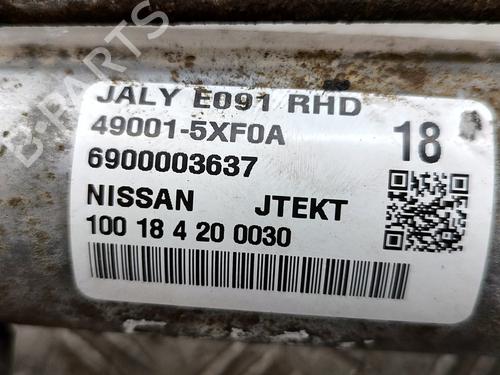 JALY E091 RHD
49001-5XF0A
18
6900003637
NISSAN JTEKT
100 18 4 20 0030
B-PARTS